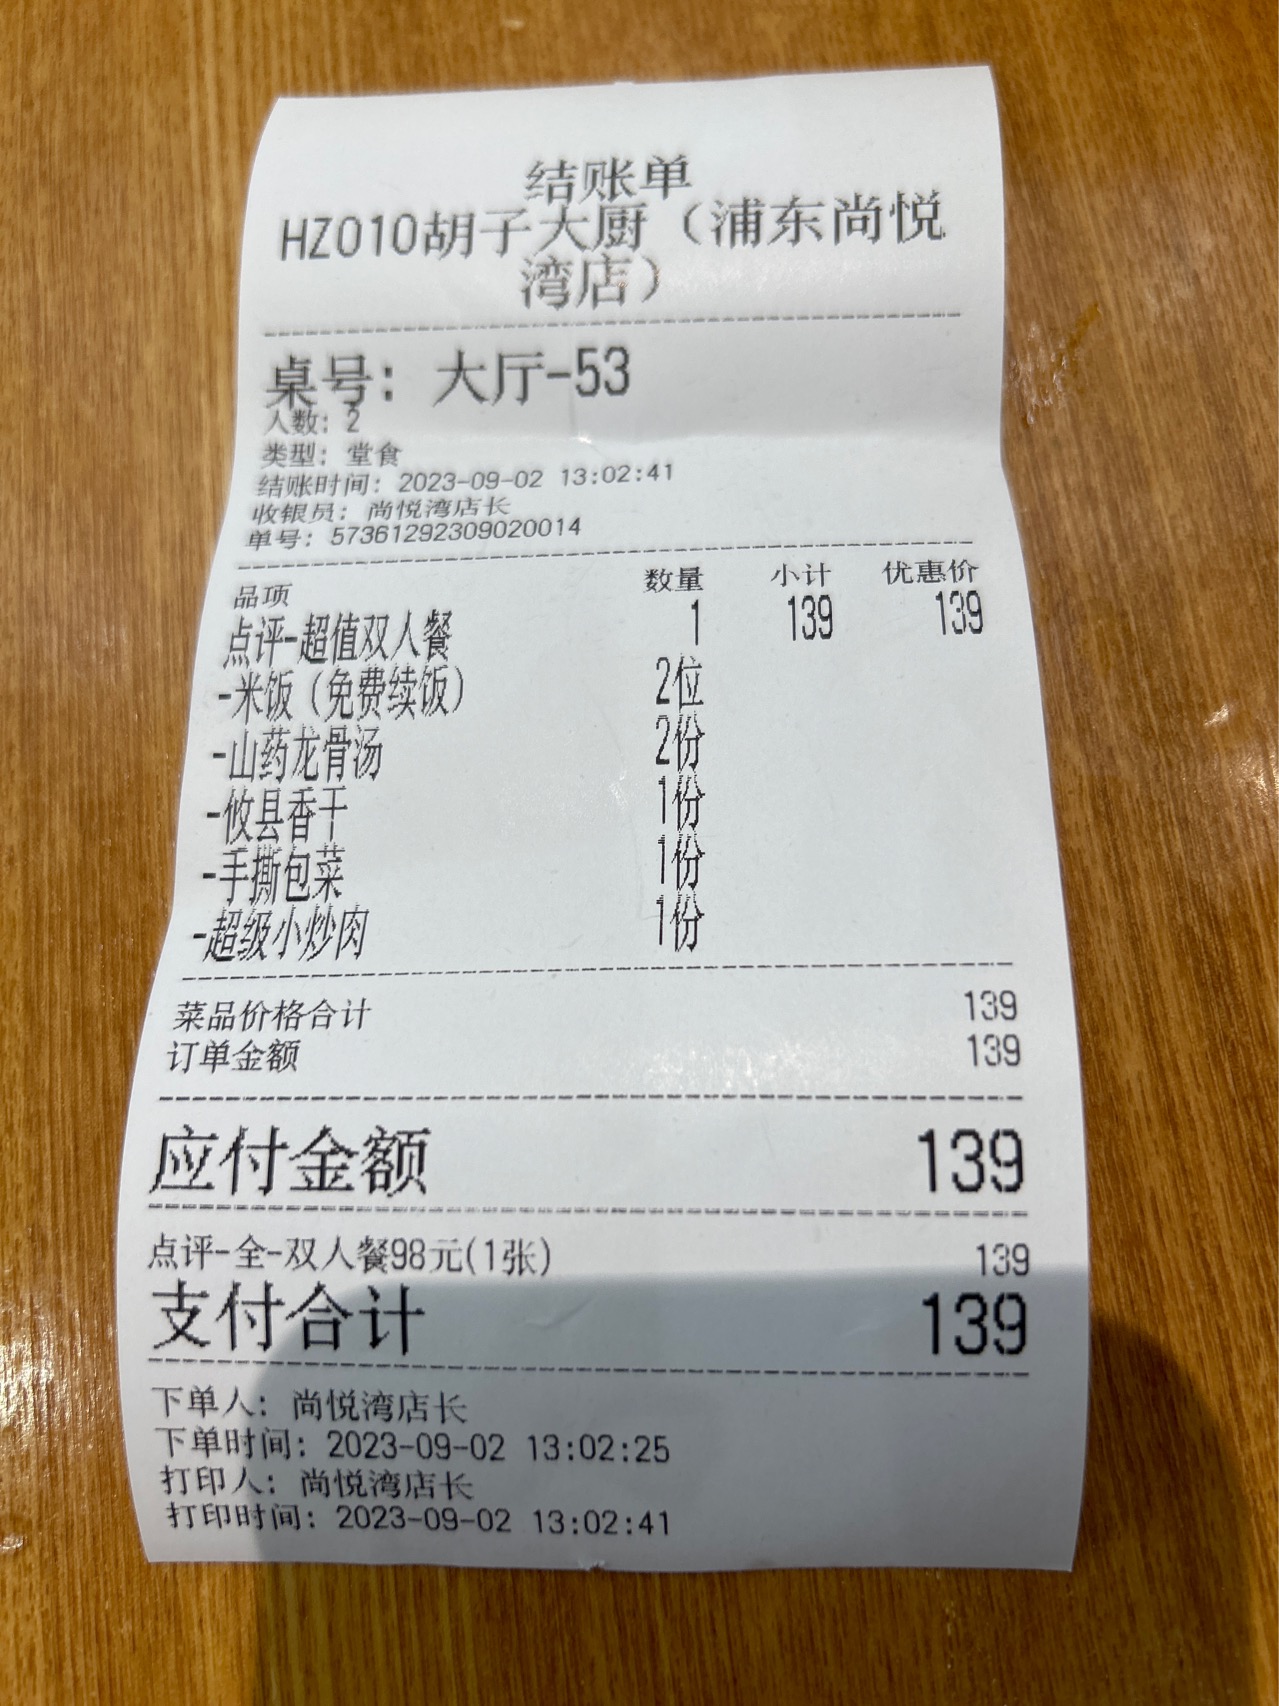 结账单
HZ010胡子大厨（浦东尚悦
湾店）
桌号：大厅-53
人数：2
类型：堂食
结账时间：2023-09-02 13:02:41
收银员：尚悦湾店长
单号：57361292309020014
品项 数量 小计 优惠价
点评-超值双人餐 1 139 139
-米饭（免费续饭） 2位
-山药龙骨汤 2份
-攸县香干 1份
-手撕包菜 1份
-超级小炒肉 1份
菜品价格合计 139
订单金额 139
应付金额 139
点评-全-双人餐98元(1张) 139
支付合计 139
下单人：尚悦湾店长
下单时间：2023-09-02 13:02:25
打印人：尚悦湾店长
打印时间：2023-09-02 13:02:41